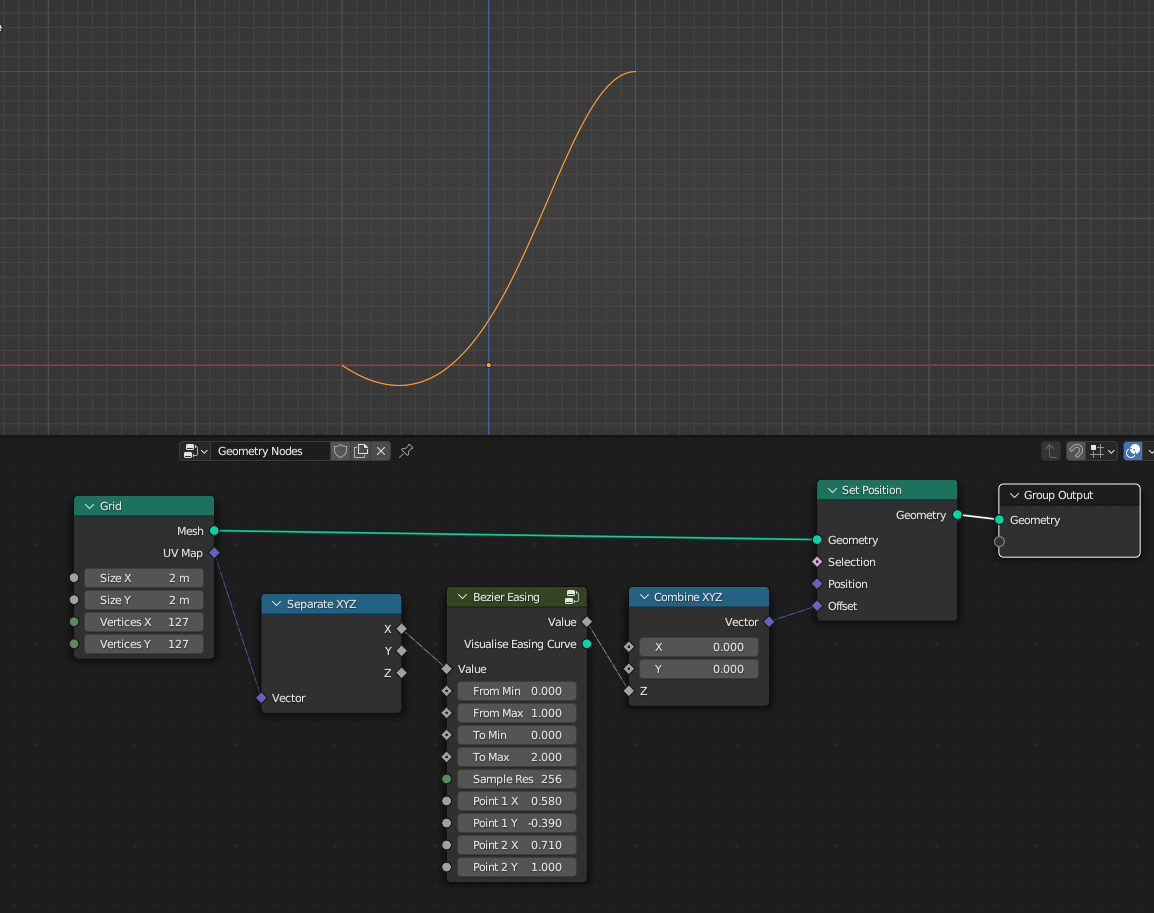 e
Geometry Nodes
Grid
Mesh
UV Map
Size X 2 m
Size Y 2 m
Vertices X 127
Vertices Y 127
Separate XYZ
X
Y
Z
Vector
Bezier Easing
Value
Visualise Easing Curve
Value
From Min 0.000
From Max 1.000
To Min 0.000
To Max 2.000
Sample Res 256
Point 1 X 0.580
Point 1 Y -0.390
Point 2 X 0.710
Point 2 Y 1.000
Combine XYZ
Vector
X 0.000
Y 0.000
Z
Set Position
Geometry
Geometry
Selection
Position
Offset
Group Output
Geometry